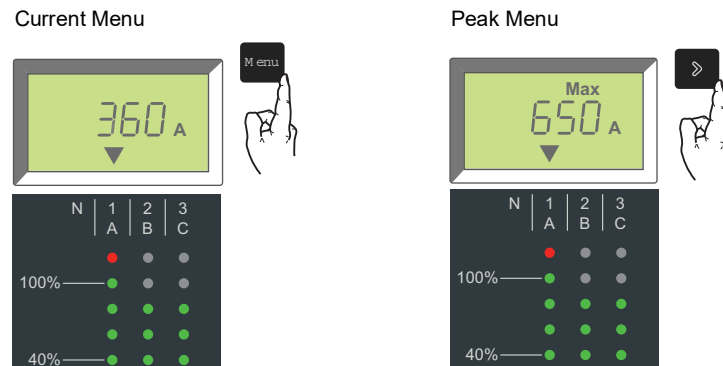 Current Menu
Menu
360 A
N 1 2 3
A B C
100%
40%
Peak Menu
»
Max
650 A
N 1 2 3
A B C
100%
40%